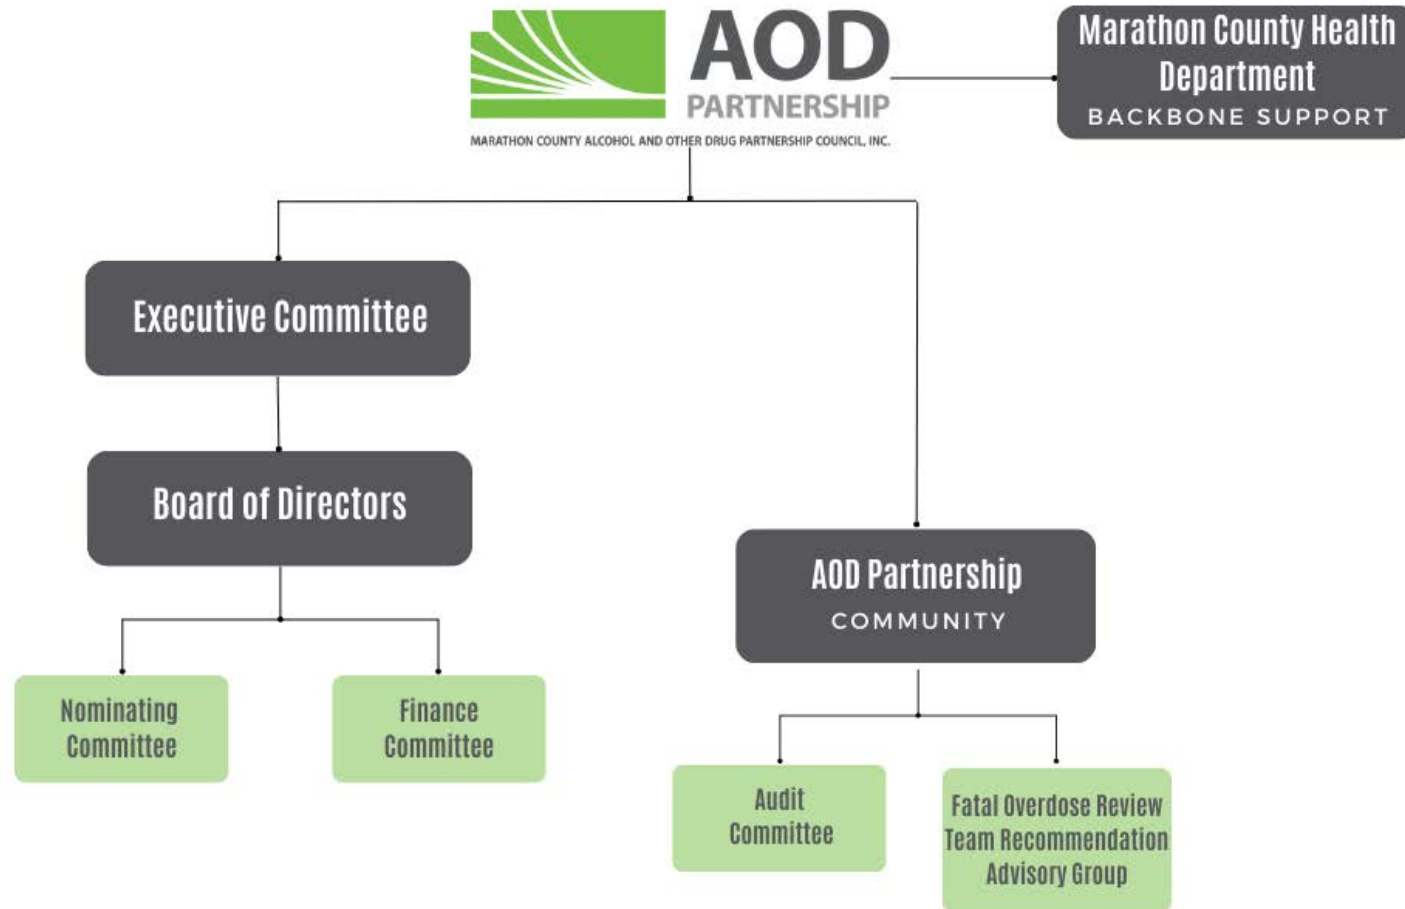 AOD
PARTNERSHIP
MARATHON COUNTY ALCOHOL AND OTHER DRUG PARTNERSHIP COUNCIL, INC.
Marathon County Health
Department
BACKBONE SUPPORT
Executive Committee
Board of Directors
Nominating
Committee
Finance
Committee
AOD Partnership
COMMUNITY
Audit
Committee
Fatal Overdose Review
Team Recommendation
Advisory Group